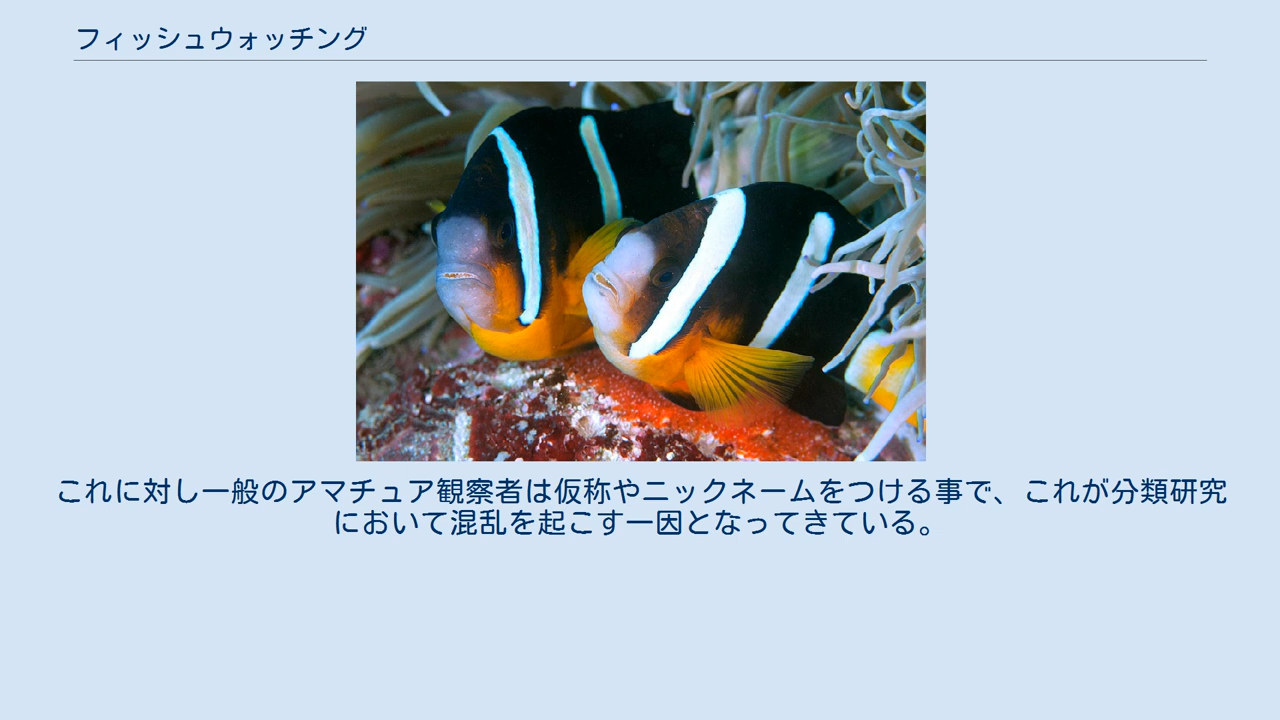 フィッシュウォッチング
これに対し一般のアマチュア観察者は仮称やニックネームをつける事で、これが分類研究
において混乱を起こす一因となってきている。